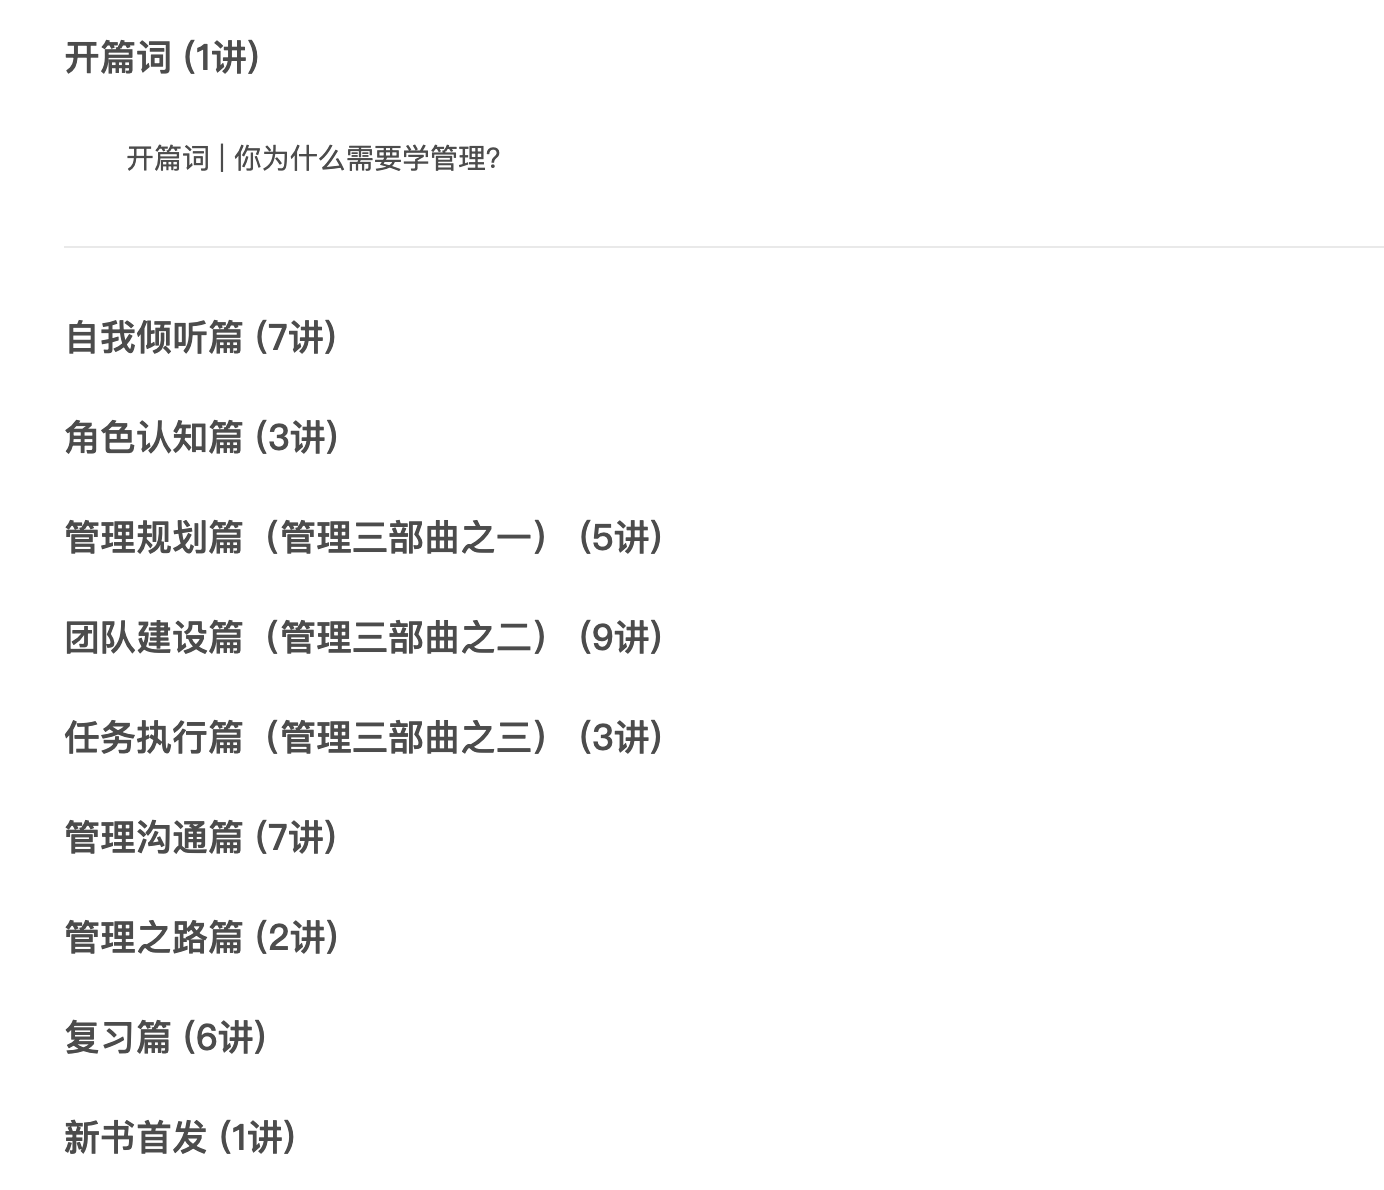 开篇词 (1讲)
开篇词 | 你为什么需要学管理?
自我倾听篇 (7讲)
角色认知篇 (3讲)
管理规划篇（管理三部曲之一） (5讲)
团队建设篇（管理三部曲之二） (9讲)
任务执行篇（管理三部曲之三） (3讲)
管理沟通篇 (7讲)
管理之路篇 (2讲)
复习篇 (6讲)
新书首发 (1讲)